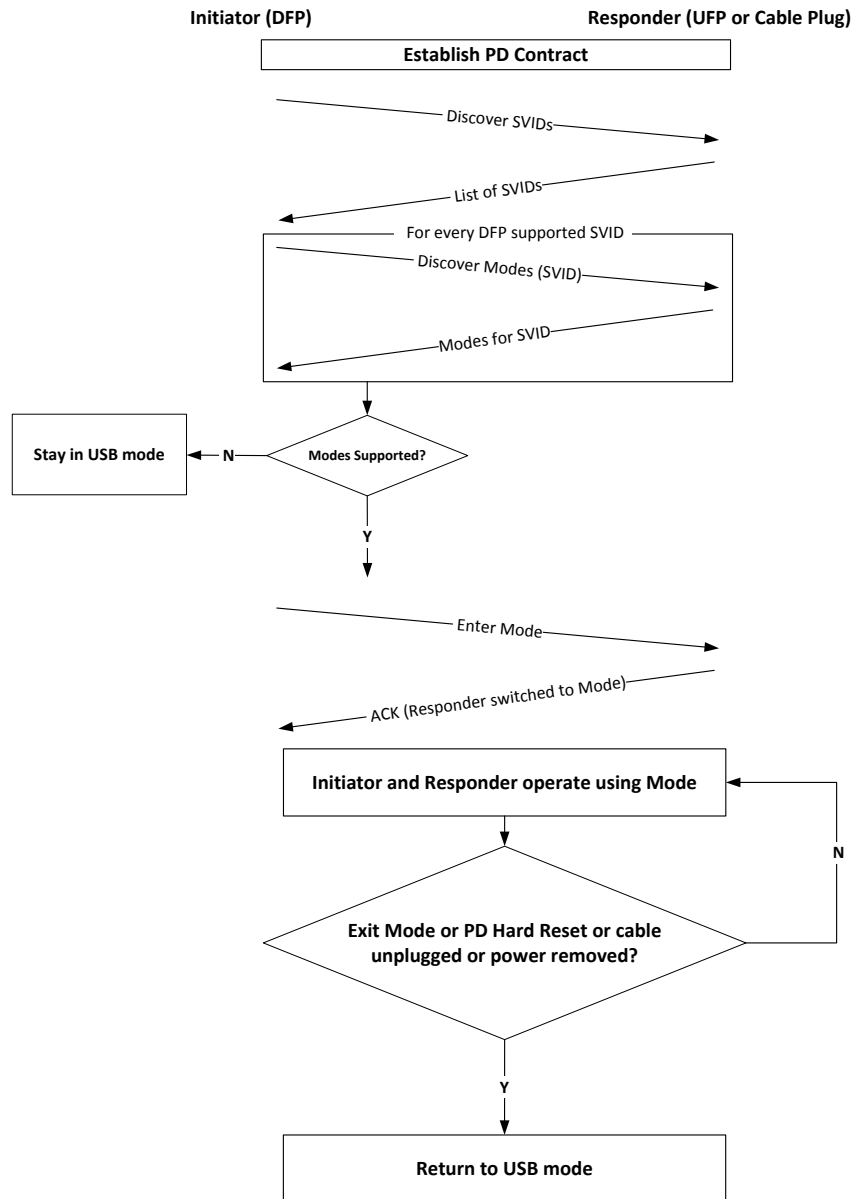 Initiator (DFP)
Responder (UFP or Cable Plug)
Establish PD Contract
Discover SVIDs
List of SVIDs
For every DFP supported SVID
Discover Modes (SVID)
Modes for SVID
Stay in USB mode
N
Modes Supported?
Y
Enter Mode
ACK (Responder switched to Mode)
Initiator and Responder operate using Mode
N
Exit Mode or PD Hard Reset or cable
unplugged or power removed?
Y
Return to USB mode